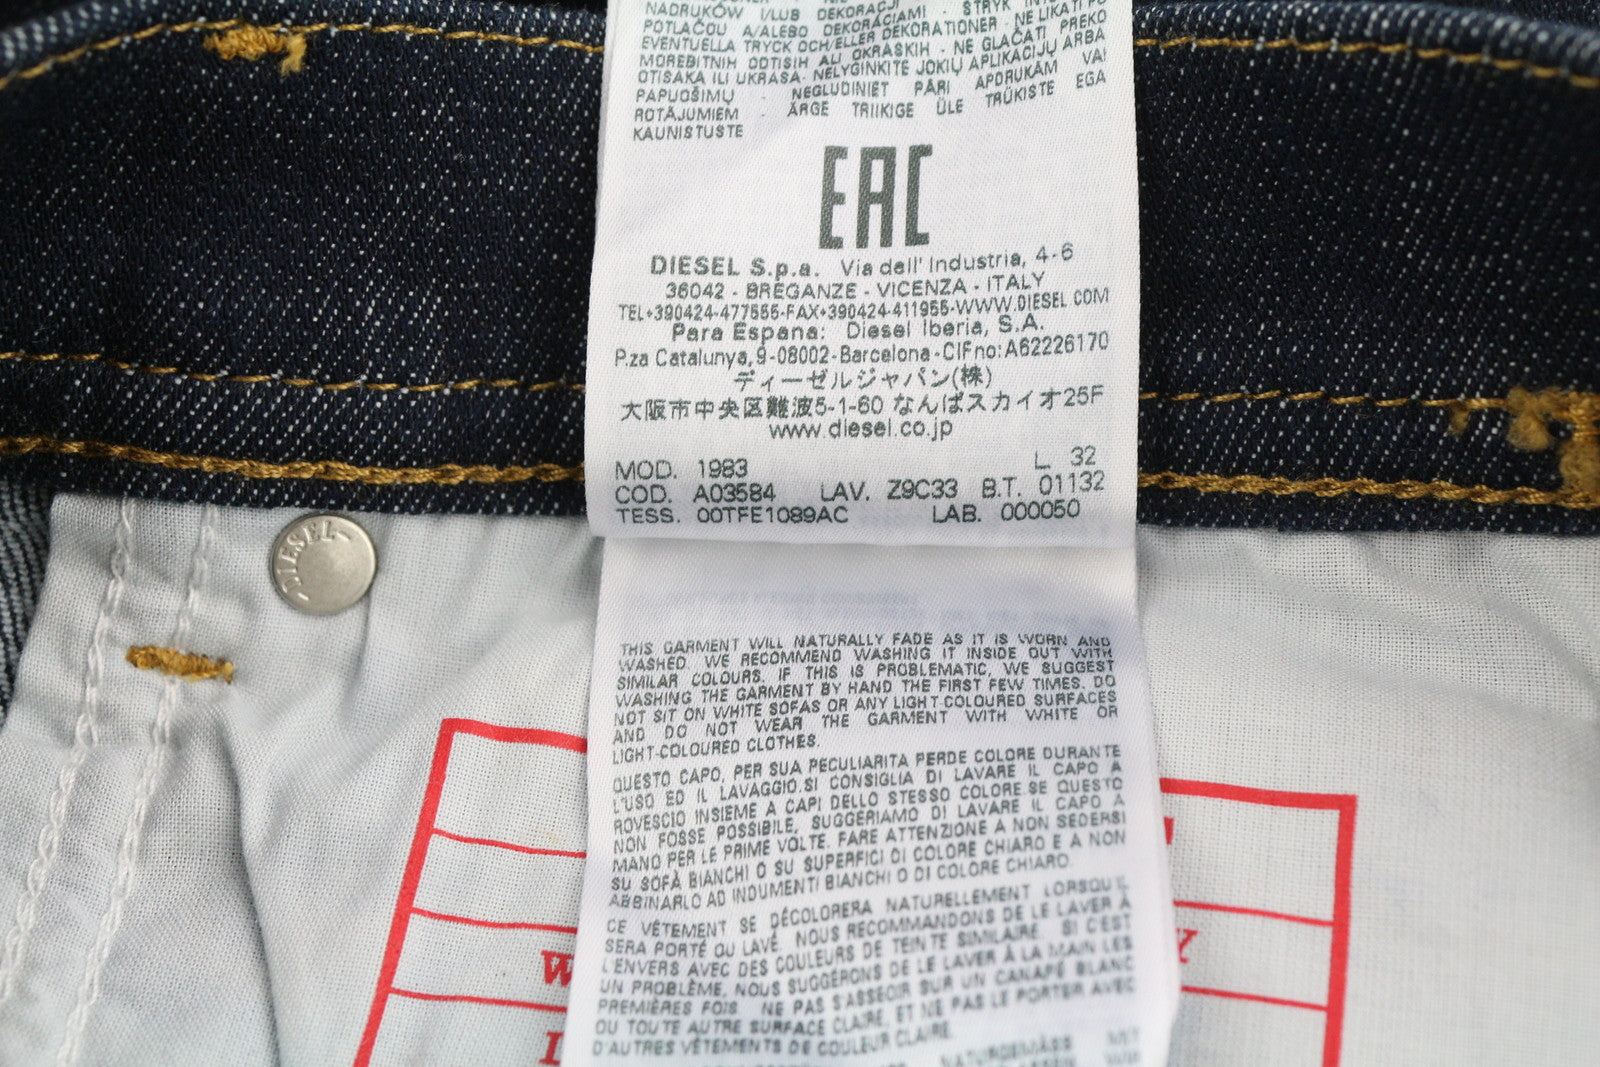 NADRUKÓW I/LUB DEKORACJI - STRYK INTE
POTLAČOU A/ALEBO DEKORÁCIAMI - STRYK INTE
EVENTUELLA TRYCK OCH/ELLER DEKORATIONER - NE LIKATI PO
MOREBITNIH ODTISIH ALI OKRASKIH - NE GLAČATI PREKO
OTISAKA ILI UKRASA- NELYGINKITE JOKIŲ APLIKACIJŲ ARBA
PAPUOŠIMŲ - NEGLUDINIET PĀRI APDRUKĀM VAI
ROTĀJUMIEM - ÄRGE TRIIKIGE ÜLE TRÜKISTE EGA
KAUNISTUSTE
EAC
DIESEL S.p.a. Via dell' Industria, 4-6
36042 - BREGANZE - VICENZA - ITALY
TEL+390424-477555-FAX+390424-411955-WWW.DIESEL.COM
Para Espana: Diesel Iberia, S.A.
P.za Catalunya,9-08002-Barcelona-CIFno:A62226170
ディーゼルジャパン(株)
大阪市中央区難波5-1-60 なんばスカイオ25F
www.diesel.co.jp
MOD. 1983 L. 32
COD. A03584 LAV. Z9C33 B.T. 01132
TESS. 00TFE1089AC LAB. 000050
DIESEL
THIS GARMENT WILL NATURALLY FADE AS IT IS WORN AND
WASHED. WE RECOMMEND WASHING IT INSIDE OUT WITH
SIMILAR COLOURS. IF THIS IS PROBLEMATIC, WE SUGGEST
WASHING THE GARMENT BY HAND THE FIRST FEW TIMES. DO
NOT SIT ON WHITE SOFAS OR ANY LIGHT-COLOURED SURFACES
AND DO NOT WEAR THE GARMENT WITH WHITE OR
LIGHT-COLOURED CLOTHES.
QUESTO CAPO, PER SUA PECULIARITA PERDE COLORE DURANTE
L'USO ED IL LAVAGGIO.SI CONSIGLIA DI LAVARE IL CAPO A
ROVESCIO INSIEME A CAPI DELLO STESSO COLORE.SE QUESTO
NON FOSSE POSSIBILE, SUGGERIAMO DI LAVARE IL CAPO A
MANO PER LE PRIME VOLTE. FARE ATTENZIONE A NON SEDERSI
SU SOFÀ BIANCHI O SU SUPERFICI DI COLORE CHIARO E A NON
ABBINARLO AD INDUMENTI BIANCHI O DI COLORE CHIARO.
CE VÊTEMENT SE DÉCOLORERA NATURELLEMENT LORSQU'IL
SERA PORTÉ OU LAVÉ. NOUS RECOMMANDONS DE LE LAVER À
L'ENVERS AVEC DES COULEURS DE TEINTE SIMILAIRE. SI C'EST
UN PROBLÈME, NOUS SUGGÉRONS DE LE LAVER À LA MAIN LES
PREMIÈRES FOIS. NE PAS S'ASSEOIR SUR UN CANAPÉ BLANC
OU TOUTE AUTRE SURFACE CLAIRE, ET NE PAS LE PORTER AVEC
D'AUTRES VÊTEMENTS DE COULEUR CLAIRE.
NATURGEMÄSS
W
Y